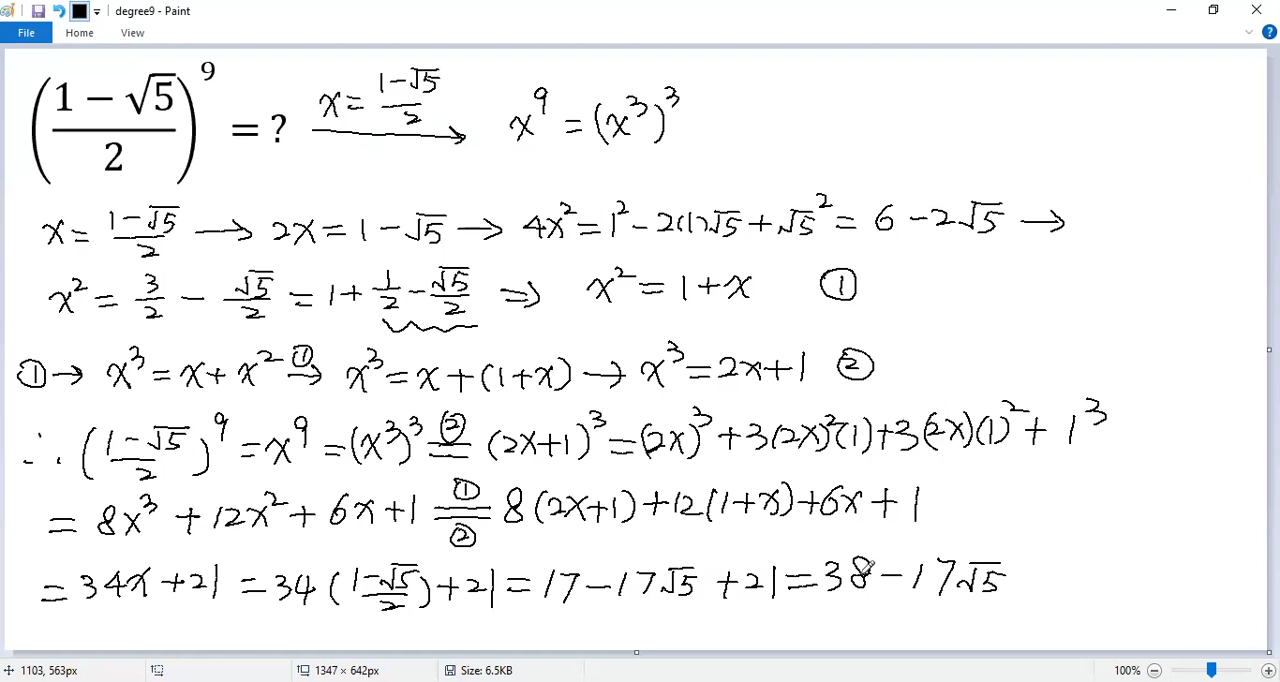 degree9 - Paint
File Home View
(1 − √5 / 2)^9 = ? x = 1−√5 / 2 → x^9 = (x^3)^3
x = 1−√5 / 2 → 2x = 1 − √5 → 4x^2 = 1^2 − 2(1)√5 + √5^2 = 6 − 2√5 →
x^2 = 3/2 − √5/2 = 1 + 1/2 − √5/2 ⇒ x^2 = 1 + x ①
① → x^3 = x + x^2 ①→ x^3 = x + (1+x) → x^3 = 2x + 1 ②
∴ (1−√5 / 2)^9 = x^9 = (x^3)^3 ②= (2x+1)^3 = (2x)^3 + 3(2x)^2(1) + 3(2x)(1)^2 + 1^3
= 8x^3 + 12x^2 + 6x + 1 ①=② 8(2x+1) + 12(1+x) + 6x + 1
= 34x + 21 = 34(1−√5 / 2) + 21 = 17 − 17√5 + 21 = 38 − 17√5
1103, 563px 1347 × 642px Size: 6.5KB 100%